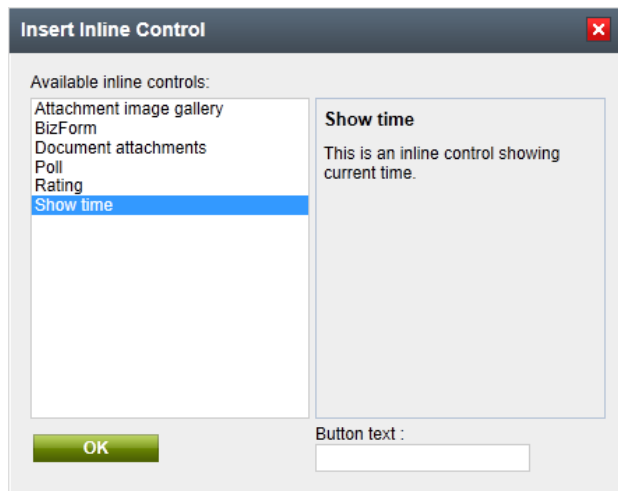 Insert Inline Control
Available inline controls:
Attachment image gallery
BizForm
Document attachments
Poll
Rating
Show time
Show time
This is an inline control showing
current time.
OK
Button text :